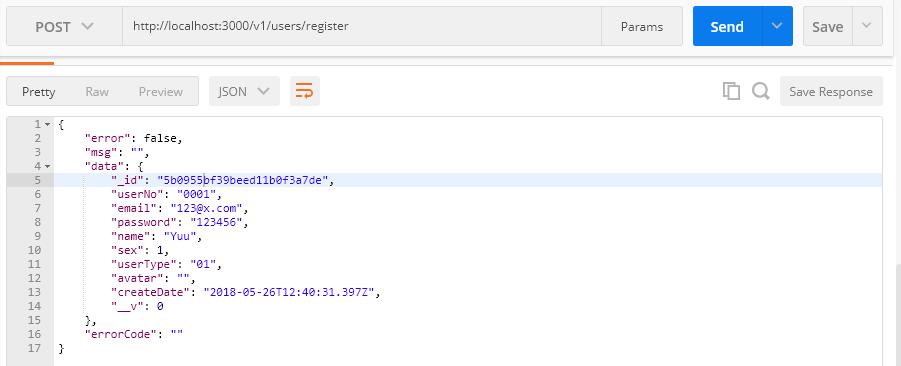 POST http://localhost:3000/v1/users/register Params Send Save
Pretty Raw Preview JSON Save Response
1 {
2 "error": false,
3 "msg": "",
4 "data": {
5 "_id": "5b0955bf39beed11b0f3a7de",
6 "userNo": "0001",
7 "email": "123@x.com",
8 "password": "123456",
9 "name": "Yuu",
10 "sex": 1,
11 "userType": "01",
12 "avatar": "",
13 "createDate": "2018-05-26T12:40:31.397Z",
14 "__v": 0
15 },
16 "errorCode": ""
17 }